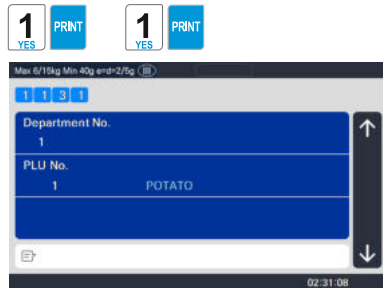 1 YES PRINT 1 YES PRINT
Max 6/15kg Min 40g e=d=2/5g (III)
1 1 3 1
Department No.
1
PLU No.
1 POTATO
02:31:08